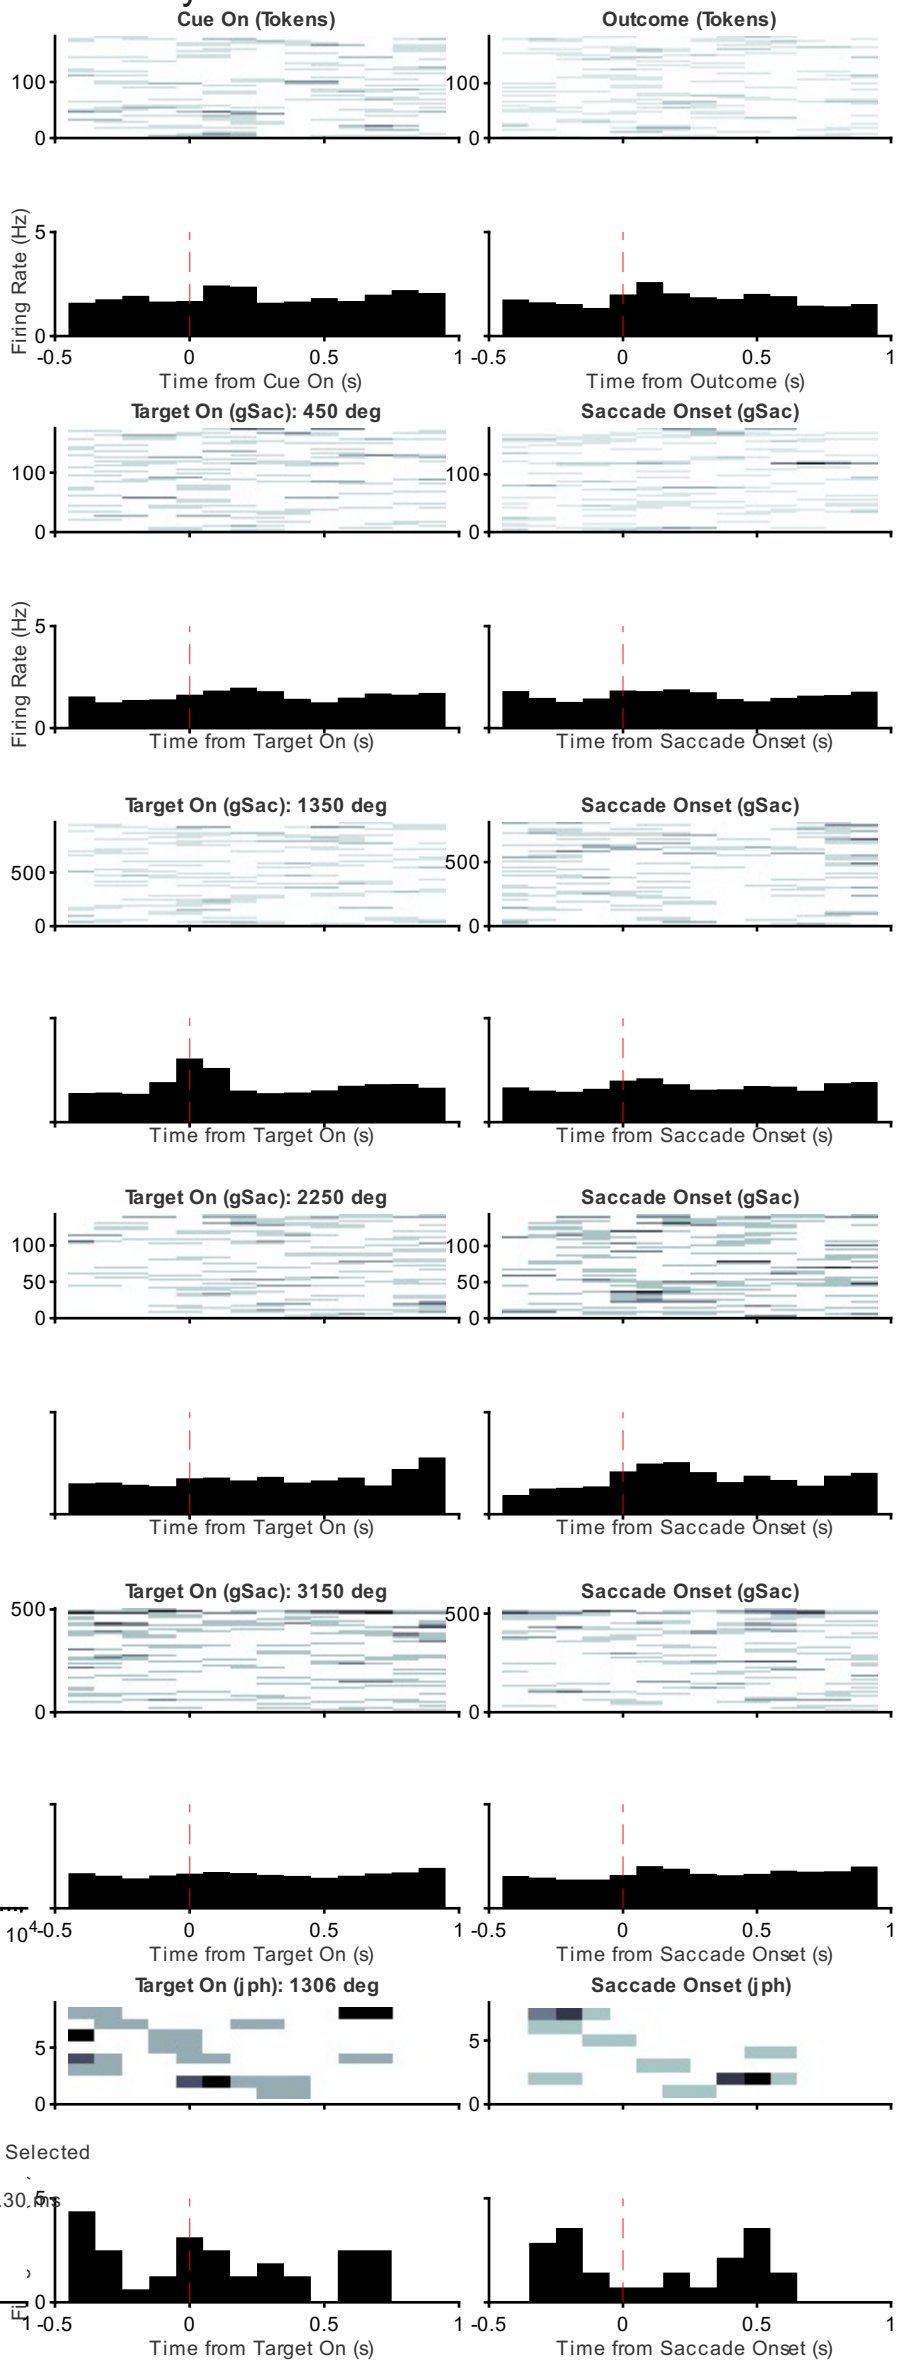 Cue On (Tokens) Outcome (Tokens)
100 100
0 0
Firing Rate (Hz)
5
0
-0.5 0 0.5 1 -0.5 0 0.5 1
Time from Cue On (s) Time from Outcome (s)
Target On (gSac): 450 deg Saccade Onset (gSac)
100 100
0 0
Firing Rate (Hz)
5
0
Time from Target On (s) Time from Saccade Onset (s)
Target On (gSac): 1350 deg Saccade Onset (gSac)
500 500
0 0
Time from Target On (s) Time from Saccade Onset (s)
Target On (gSac): 2250 deg Saccade Onset (gSac)
100 100
50 50
0 0
Time from Target On (s) Time from Saccade Onset (s)
Target On (gSac): 3150 deg Saccade Onset (gSac)
500 500
0 0
10^4 -0.5 0 0.5 1 -0.5 0 0.5 1
Time from Target On (s) Time from Saccade Onset (s)
Target On (jph): 1306 deg Saccade Onset (jph)
5 5
0 0
Selected
5 5
.30 ms
0 0
1 -0.5 0 0.5 1 -0.5 0 0.5 1
Time from Target On (s) Time from Saccade Onset (s)